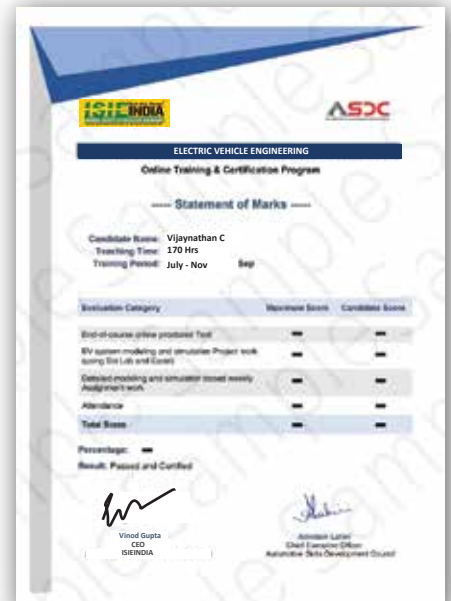 ISIEINDIA
ASDC
ELECTRIC VEHICLE ENGINEERING
Online Training & Certification Program
---- Statement of Marks ----
Candidate Name: Vijaynathan C
Teaching Time: 170 Hrs
Training Period: July - Nov Sep
Evaluation Category Maximum Score Candidate Score
End-of-course online proctored Test
EV system modeling and simulation Project work
Detailed modeling and simulation based weekly
Assignment work
Attendance
Total Score
Percentage:
Result: Passed and Certified
Vinod Gupta
CEO
ISIEINDIA
Chief Executive Officer
Automotive Skills Development Council
Sample